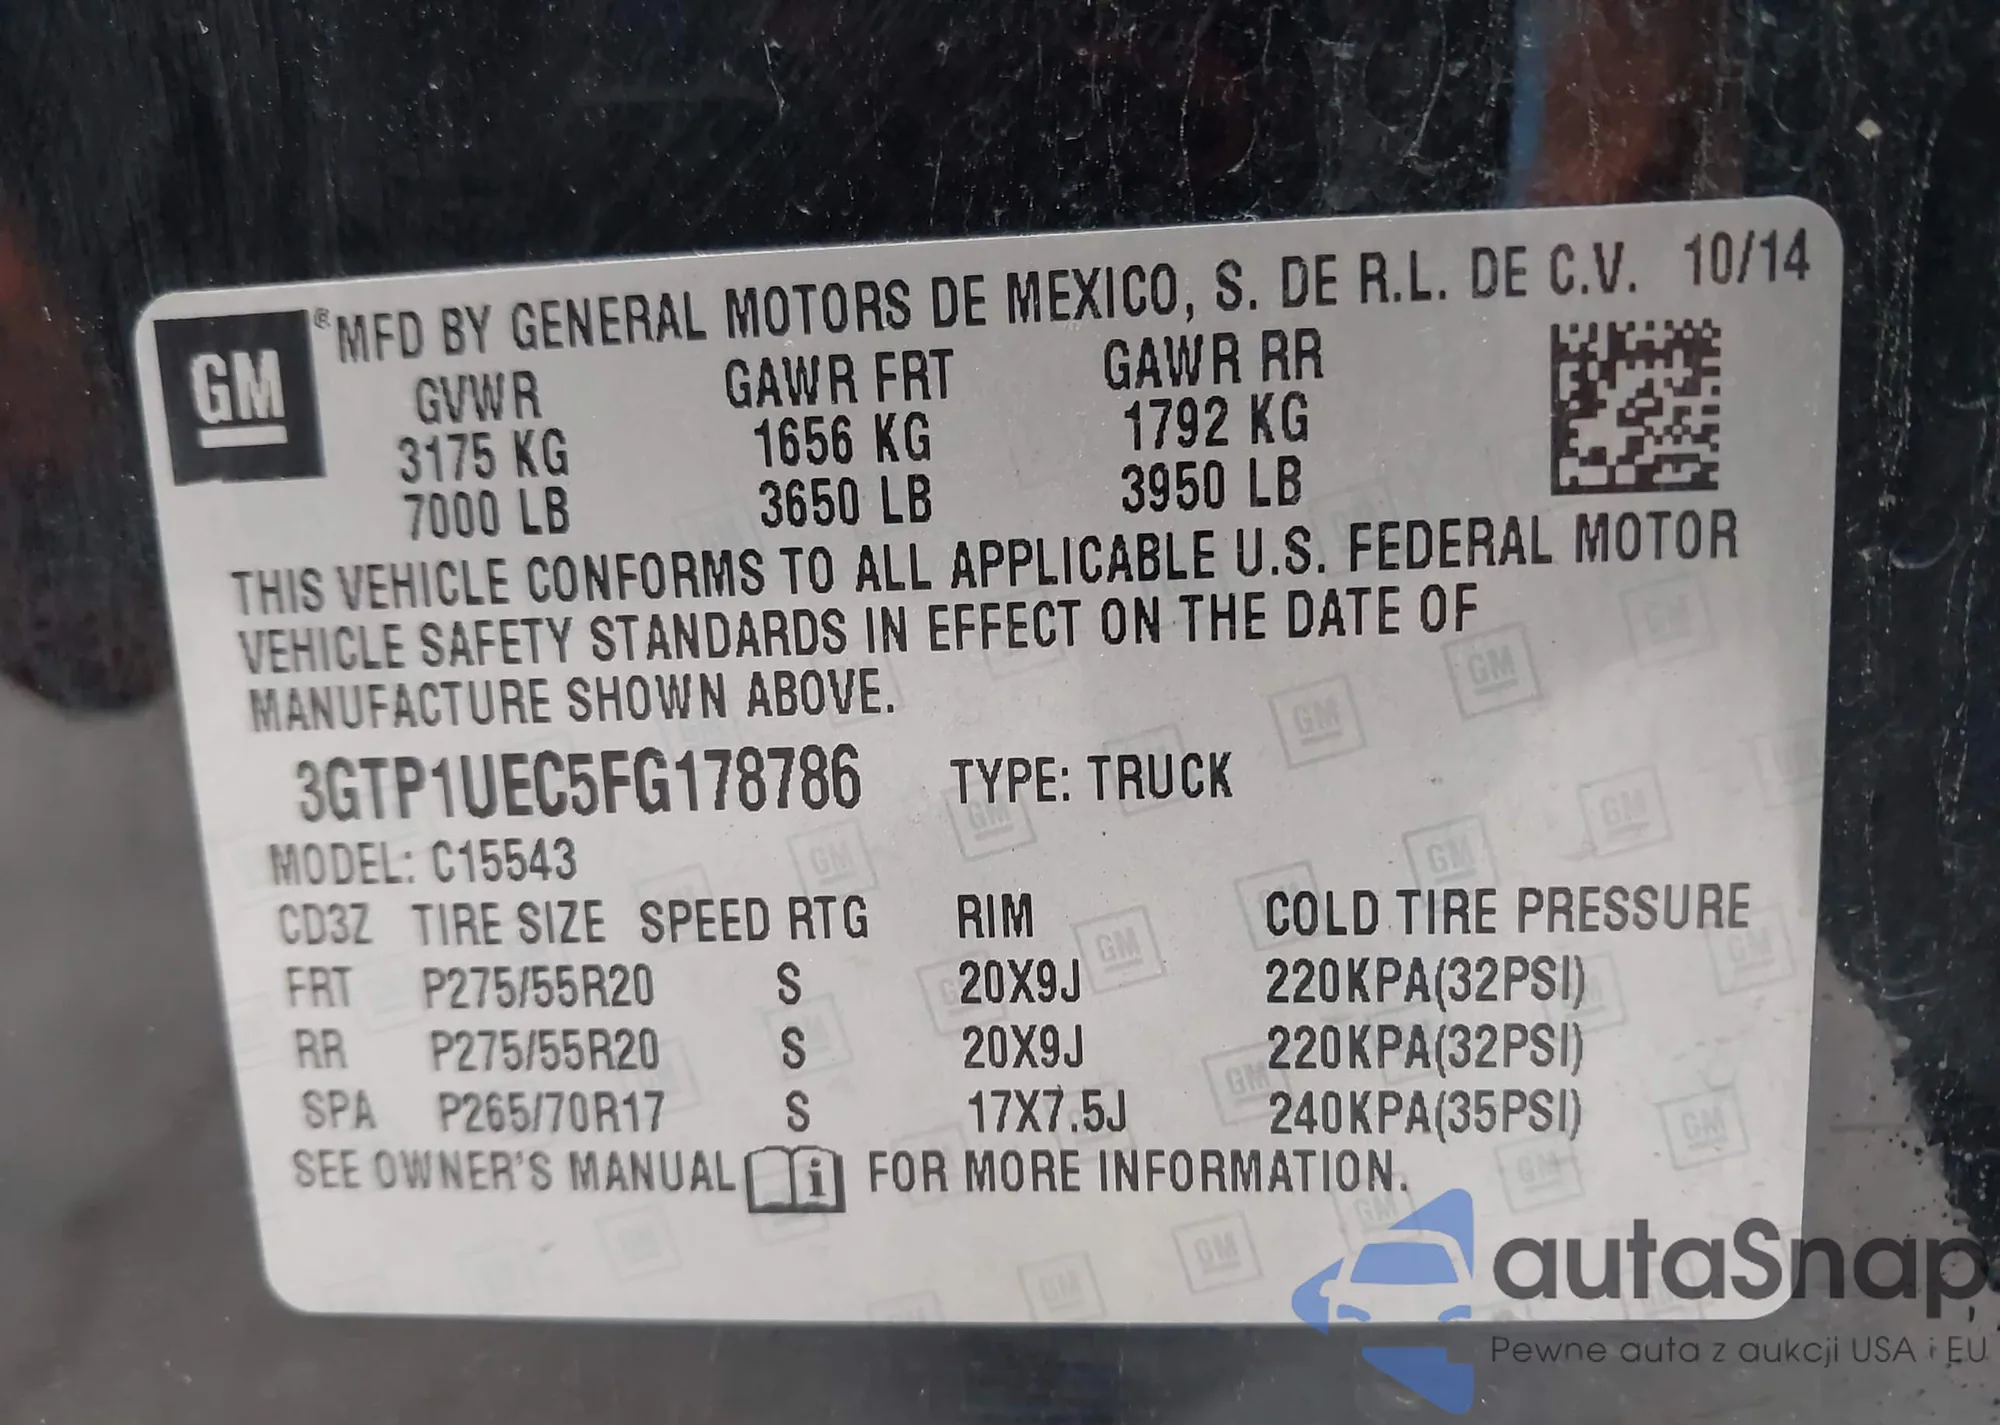 GM
® MFD BY GENERAL MOTORS DE MEXICO, S. DE R.L. DE C.V. 10/14
GVWR GAWR FRT GAWR RR
3175 KG 1656 KG 1792 KG
7000 LB 3650 LB 3950 LB
THIS VEHICLE CONFORMS TO ALL APPLICABLE U.S. FEDERAL MOTOR
VEHICLE SAFETY STANDARDS IN EFFECT ON THE DATE OF
MANUFACTURE SHOWN ABOVE.
3GTP1UEC5FG178786 TYPE: TRUCK
MODEL: C15543
CD3Z TIRE SIZE SPEED RTG RIM COLD TIRE PRESSURE
FRT P275/55R20 S 20X9J 220KPA(32PSI)
RR P275/55R20 S 20X9J 220KPA(32PSI)
SPA P265/70R17 S 17X7.5J 240KPA(35PSI)
SEE OWNER'S MANUAL i FOR MORE INFORMATION.
autaSnap
Pewne auta z aukcji USA i EU